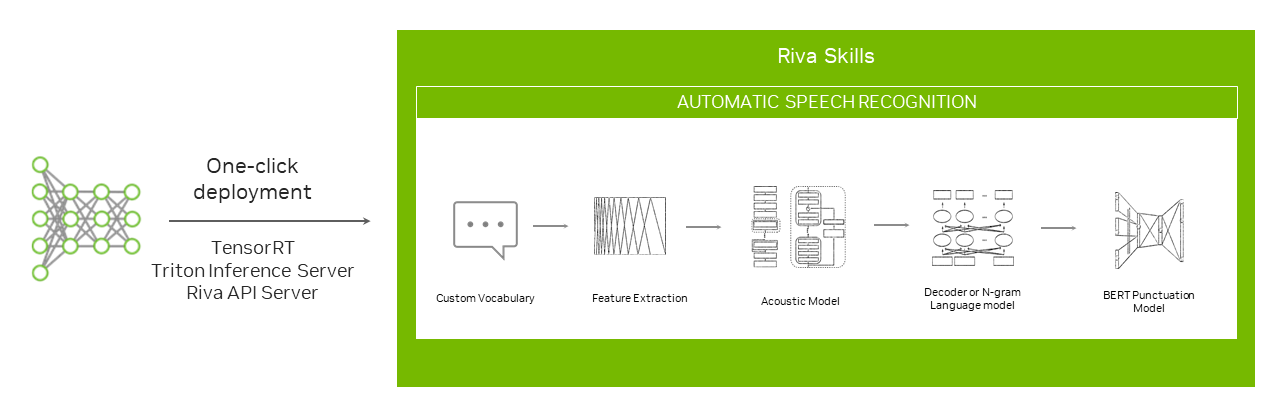 One-click
deployment
TensorRT
Triton Inference Server
Riva API Server
Riva Skills
AUTOMATIC SPEECH RECOGNITION
Custom Vocabulary
Feature Extraction
Acoustic Model
Decoder or N-gram
Language model
BERT Punctuation
Model